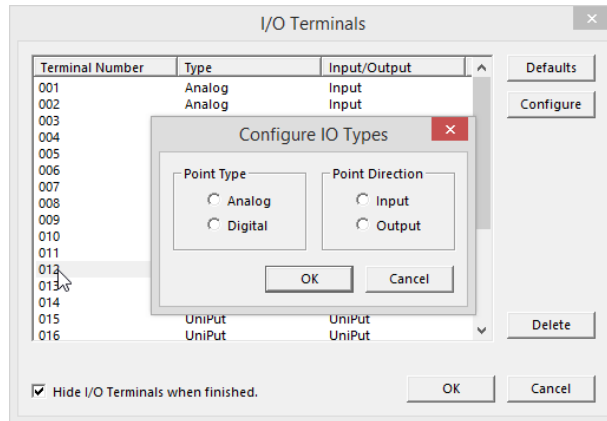 I/O Terminals
Terminal Number Type Input/Output
Defaults
001 Analog Input
002 Analog Input
Configure
003
004
005
006
007
008
009
010
011
012
013
014
015 UniPut UniPut
016 UniPut UniPut
Configure IO Types
Point Type
Analog
Digital
Point Direction
Input
Output
OK Cancel
Delete
Hide I/O Terminals when finished.
OK Cancel